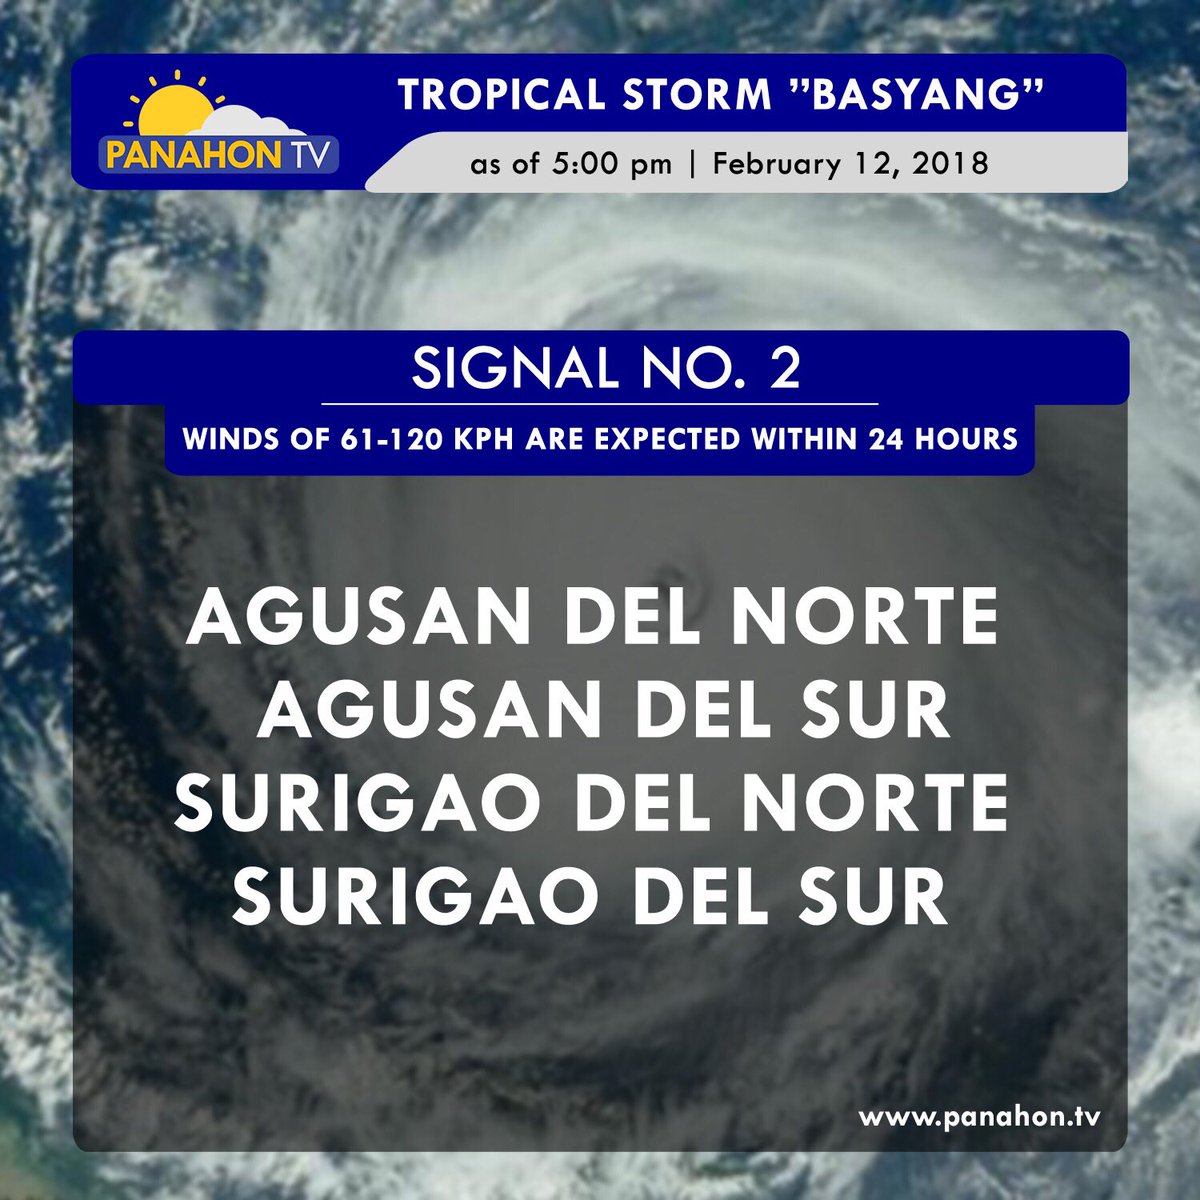 PANAHON TV
TROPICAL STORM ”BASYANG”
as of 5:00 pm | February 12, 2018
SIGNAL NO. 2
WINDS OF 61-120 KPH ARE EXPECTED WITHIN 24 HOURS
AGUSAN DEL NORTE
AGUSAN DEL SUR
SURIGAO DEL NORTE
SURIGAO DEL SUR
www.panahon.tv